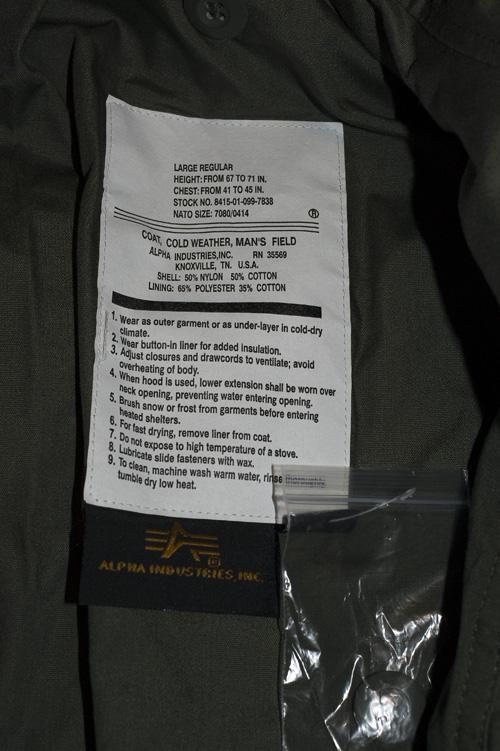 LARGE REGULAR
HEIGHT: FROM 67 TO 71 IN.
CHEST: FROM 41 TO 45 IN.
STOCK NO. 8415-01-099-7838
NATO SIZE: 7080/0414
®
COAT, COLD WEATHER, MAN'S FIELD
ALPHA INDUSTRIES,INC. RN 35569
KNOXVILLE, TN. U.S.A.
SHELL: 50% NYLON 50% COTTON
LINING: 65% POLYESTER 35% COTTON
1. Wear as outer garment or as under-layer in cold-dry
climate.
2. Wear button-in liner for added insulation.
3. Adjust closures and drawcords to ventilate; avoid
overheating of body.
4. When hood is used, lower extension shall be worn over
neck opening, preventing water entering opening.
5. Brush snow or frost from garments before entering
heated shelters.
6. For fast drying, remove liner from coat.
7. Do not expose to high temperature of a stove.
8. Lubricate slide fasteners with wax.
9. To clean, machine wash warm water, rinse
tumble dry low heat.
®
ALPHA INDUSTRIES, INC.